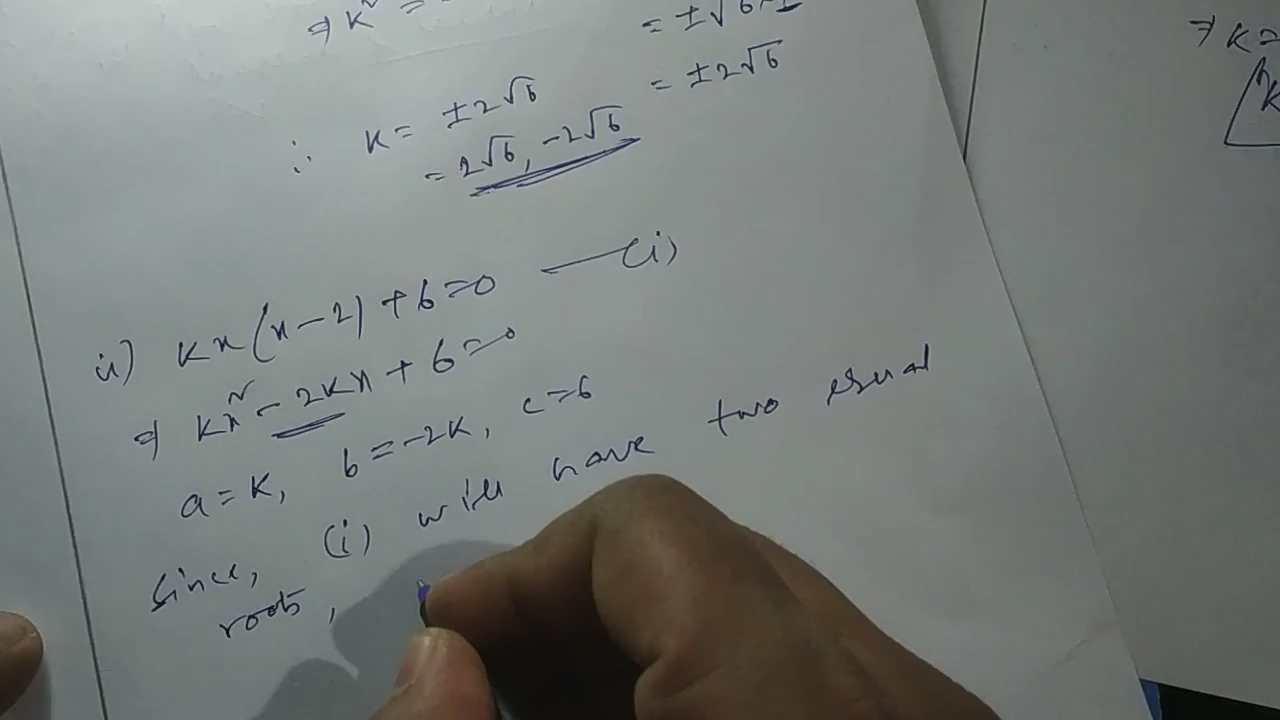 ⇒ K² =
= ±√6·
= ±2√6
⇒ K =
K
∴ K = ±2√6
= 2√6, -2√6
ii) Kx(x-2)+6=0 —(i)
⇒ Kx² - 2Kx + 6=0
a=K, b=-2K, c=6
Since, (i) will have two equal
roots,